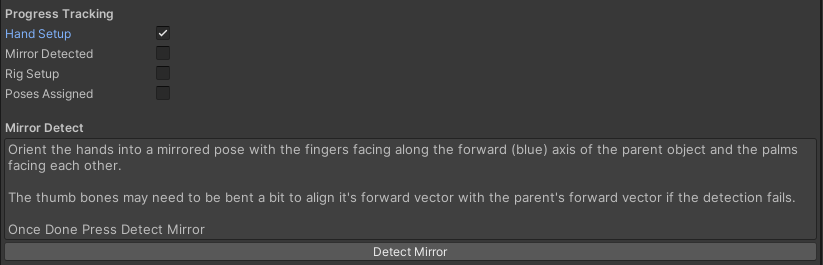 Progress Tracking
Hand Setup
Mirror Detected
Rig Setup
Poses Assigned
Mirror Detect
Orient the hands into a mirrored pose with the fingers facing along the forward (blue) axis of the parent object and the palms
facing each other.
The thumb bones may need to be bent a bit to align it's forward vector with the parent's forward vector if the detection fails.
Once Done Press Detect Mirror
Detect Mirror